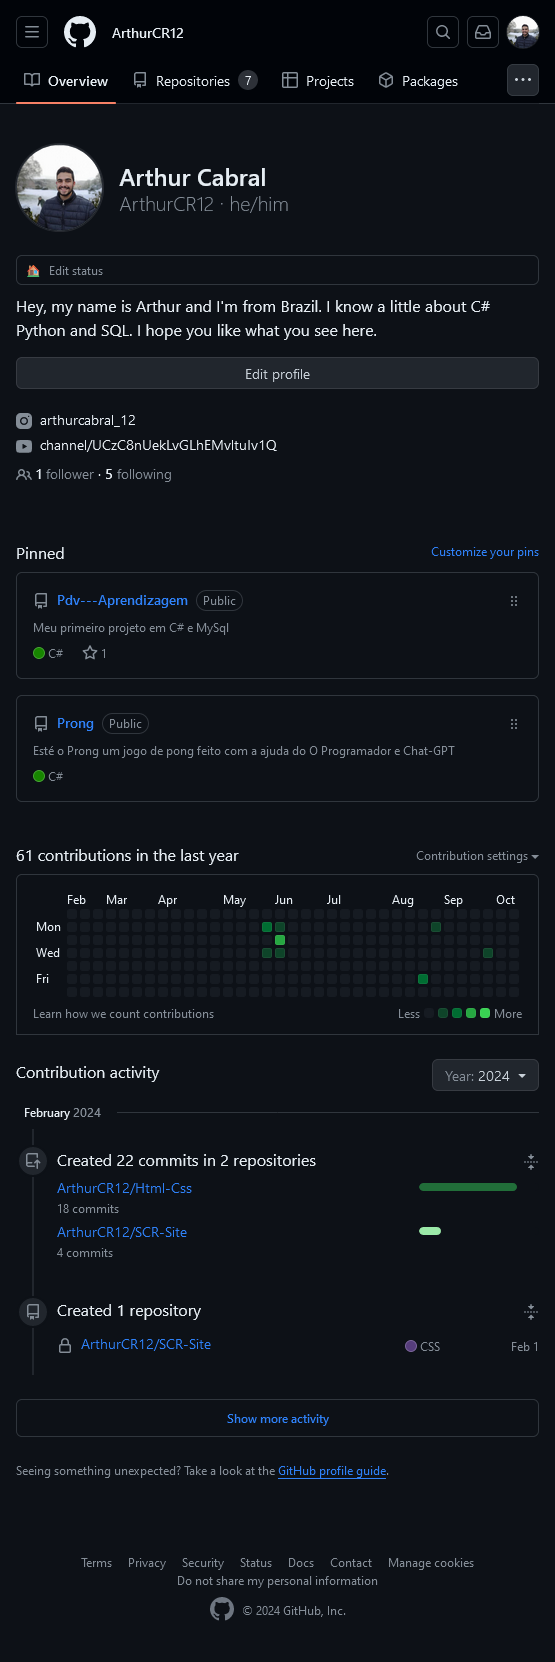 ArthurCR12
Overview Repositories 7 Projects Packages
Arthur Cabral
ArthurCR12 · he/him
Edit status
Hey, my name is Arthur and I'm from Brazil. I know a little about C#
Python and SQL. I hope you like what you see here.
Edit profile
arthurcabral_12
channel/UCzC8nUekLvGLhEMvltuIv1Q
1 follower · 5 following
Pinned Customize your pins
Pdv---Aprendizagem Public
Meu primeiro projeto em C# e MySql
C# 1
Prong Public
Esté o Prong um jogo de pong feito com a ajuda do O Programador e Chat-GPT
C#
61 contributions in the last year Contribution settings
Feb Mar Apr May Jun Jul Aug Sep Oct
Mon
Wed
Fri
Learn how we count contributions Less More
Contribution activity Year: 2024
February 2024
Created 22 commits in 2 repositories
ArthurCR12/Html-Css
18 commits
ArthurCR12/SCR-Site
4 commits
Created 1 repository
ArthurCR12/SCR-Site CSS Feb 1
Show more activity
Seeing something unexpected? Take a look at the GitHub profile guide.
Terms Privacy Security Status Docs Contact Manage cookies
Do not share my personal information
© 2024 GitHub, Inc.